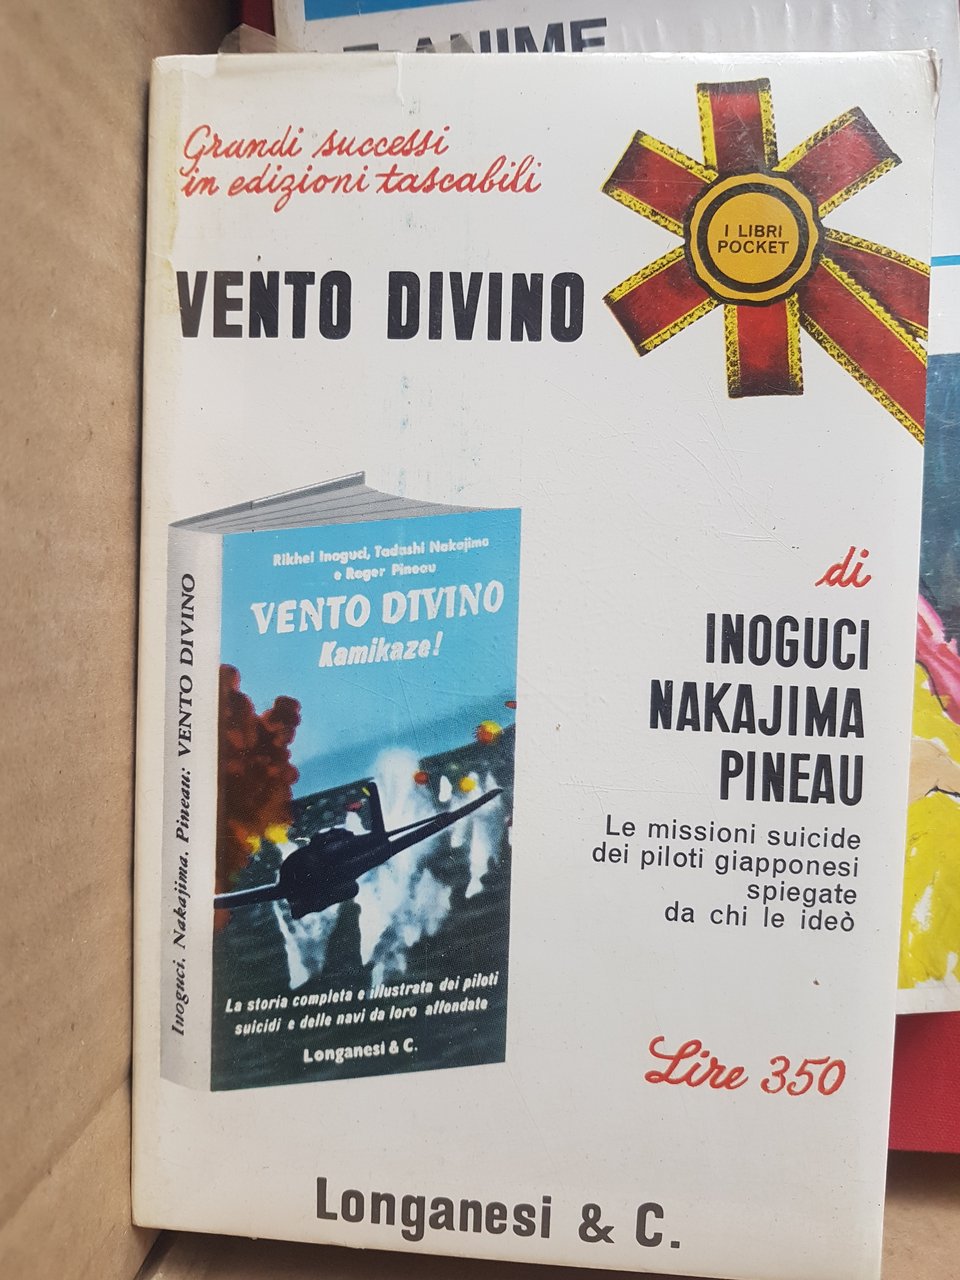 ANIME
Grandi successi
in edizioni tascabili
I LIBRI
POCKET
VENTO DIVINO
Rikhei Inoguci, Tadashi Nakajima
e Roger Pineau
VENTO DIVINO
Kamikaze!
La storia completa e illustrata dei piloti
suicidi e delle navi da loro affondate
Longanesi & C.
Inoguci, Nakajima, Pineau: VENTO DIVINO
di
INOGUCI
NAKAJIMA
PINEAU
Le missioni suicide
dei piloti giapponesi
spiegate
da chi le ideò
Lire 350
Longanesi & C.